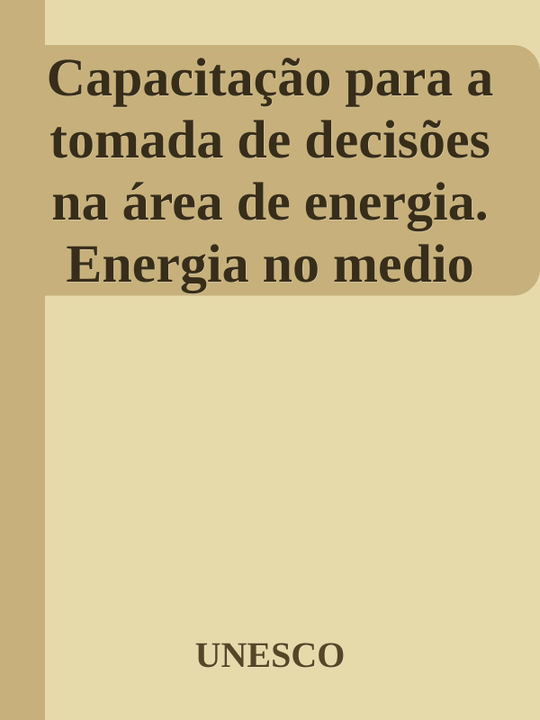 Capacitação para a
tomada de decisões
na área de energia.
Energia no medio
UNESCO